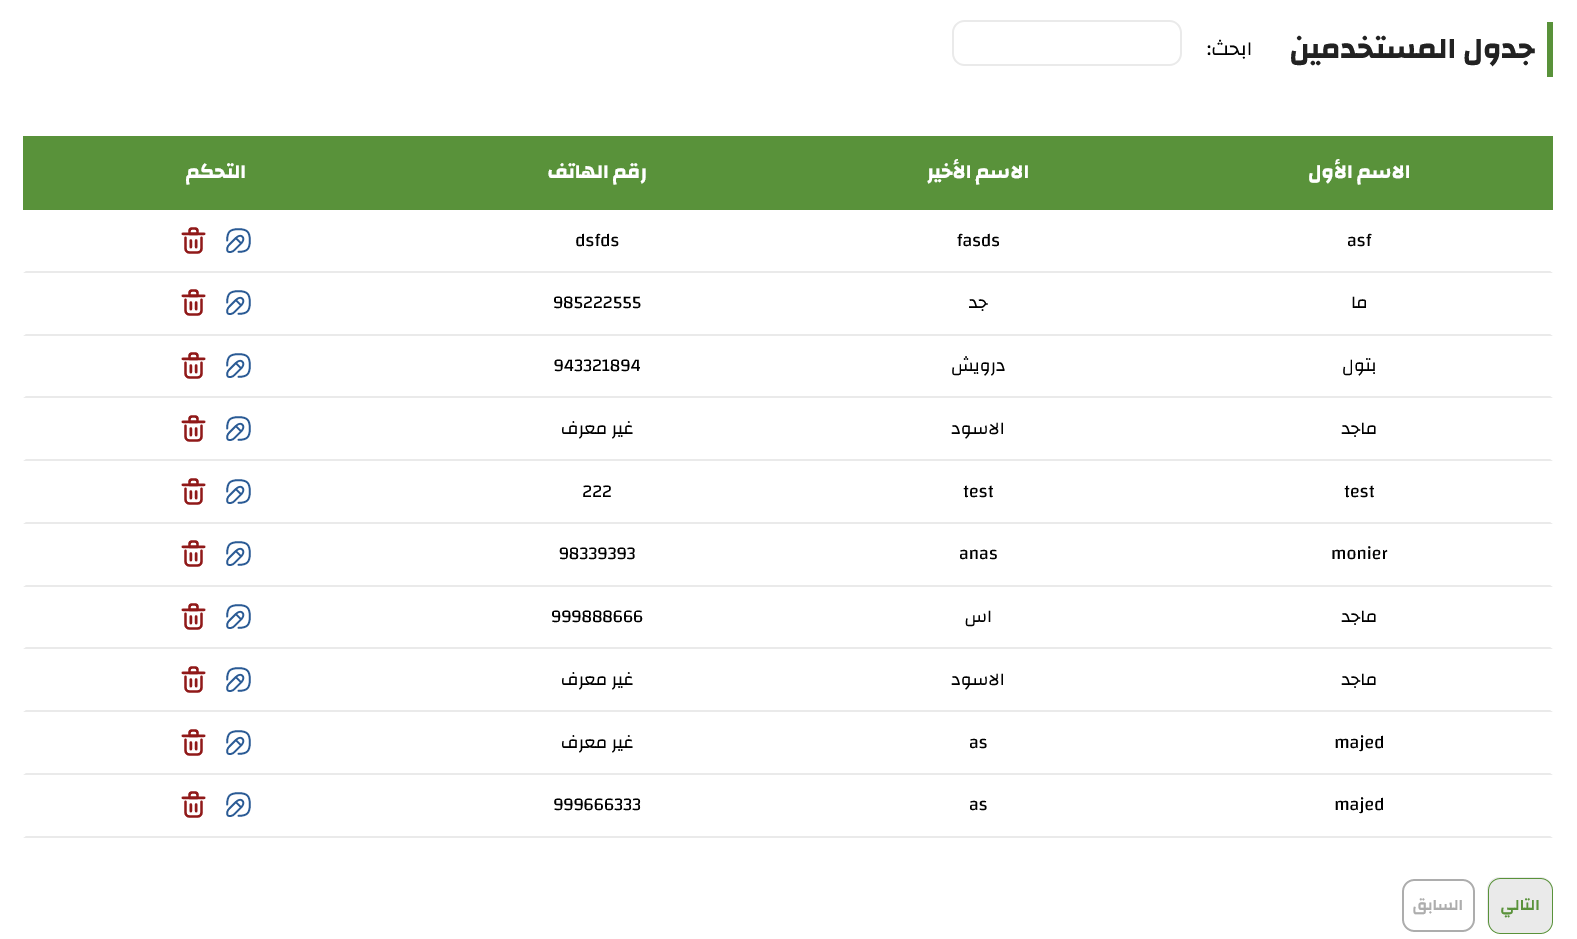 جدول المستخدمين ابحث:
الاسم الأول الاسم الأخير رقم الهاتف التحكم
asf fasds dsfds
ما جد 985222555
بتول درويش 943321894
ماجد الاسود غير معرف
test test 222
monier anas 98339393
ماجد اس 999888666
ماجد الاسود غير معرف
majed as غير معرف
majed as 999666333
التالي السابق